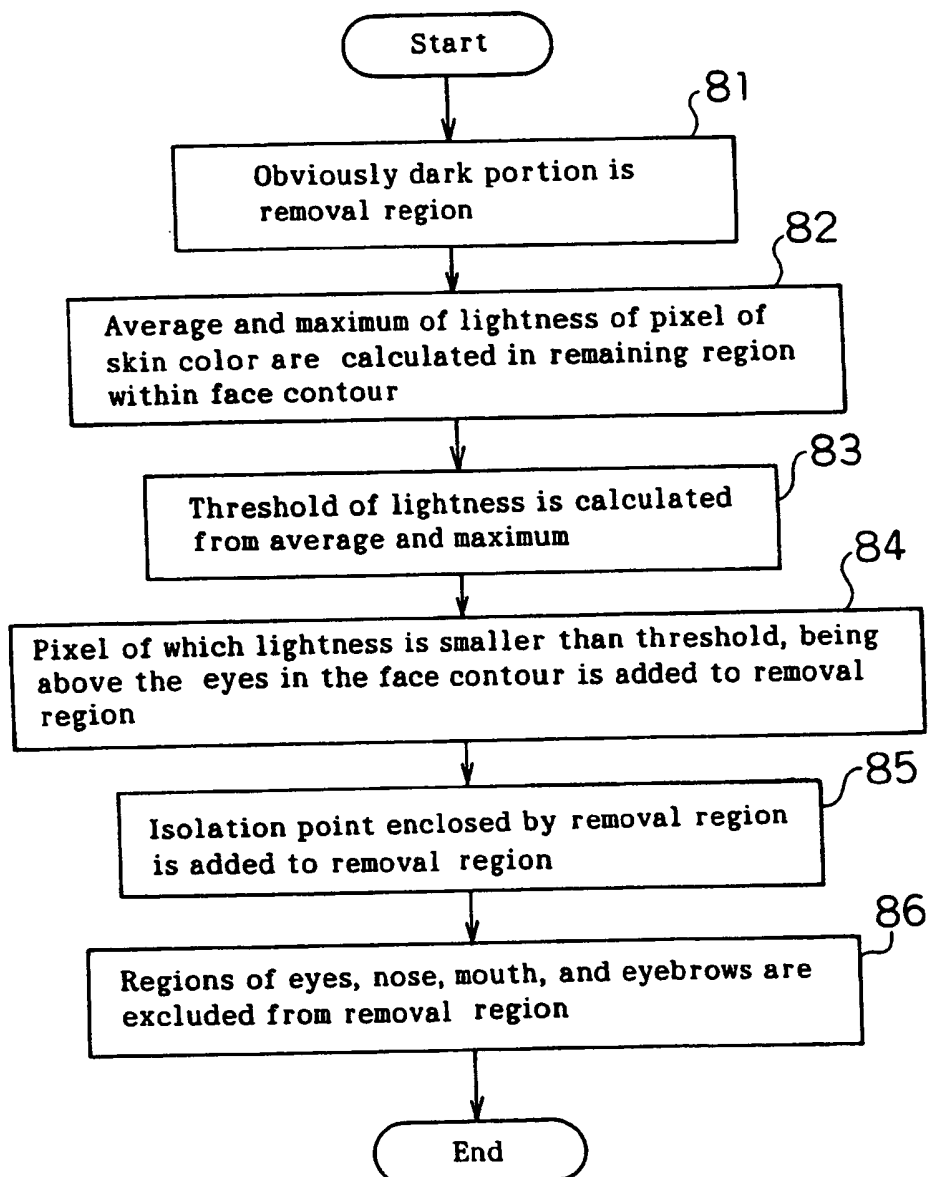 Start
81
Obviously dark portion is
removal region
82
Average and maximum of lightness of pixel of
skin color are calculated in remaining region
within face contour
83
Threshold of lightness is calculated
from average and maximum
84
Pixel of which lightness is smaller than threshold, being
above the eyes in the face contour is added to removal
region
85
Isolation point enclosed by removal region
is added to removal region
86
Regions of eyes, nose, mouth, and eyebrows are
excluded from removal region
End